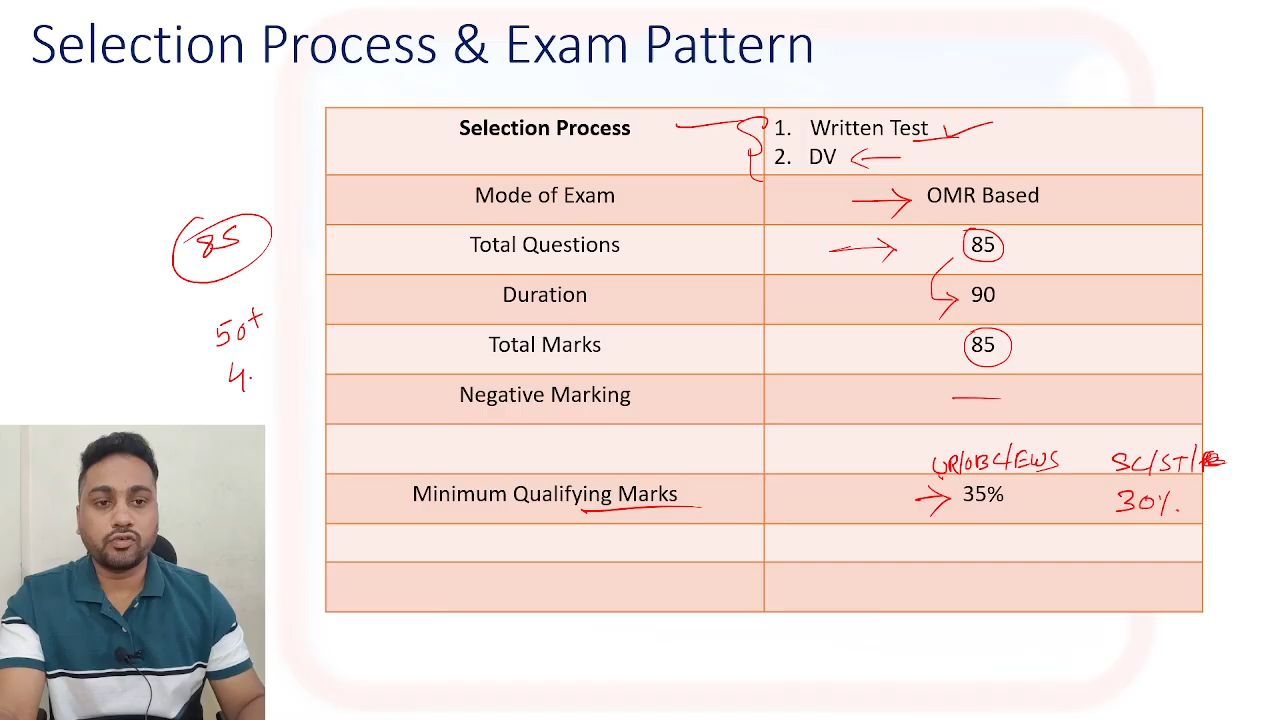 Selection Process & Exam Pattern
Selection Process
1. Written Test
2. DV
Mode of Exam
OMR Based
85
Total Questions
85
Duration
90
50+
Total Marks
85
4.
Negative Marking
—
UR/OBC/EWS
SC/ST/
Minimum Qualifying Marks
35%
30%.